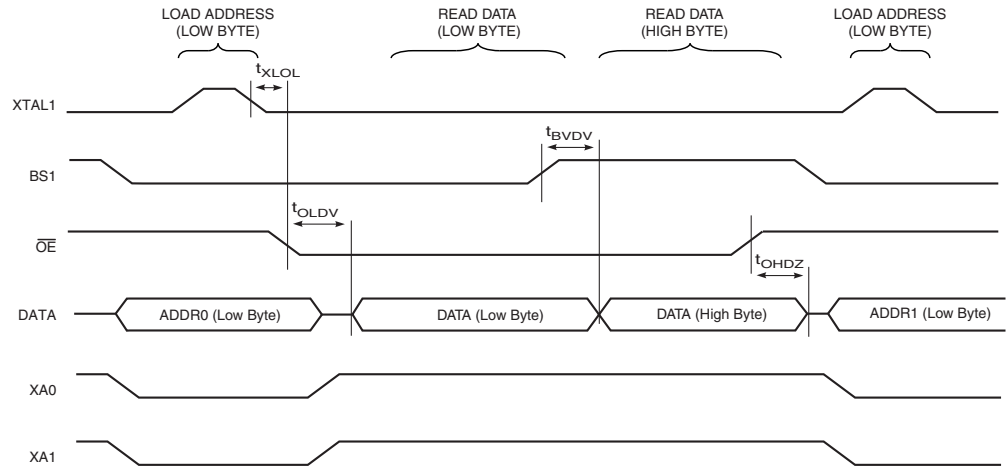 LOAD ADDRESS
(LOW BYTE)
READ DATA
(LOW BYTE)
READ DATA
(HIGH BYTE)
LOAD ADDRESS
(LOW BYTE)
tXLOL
XTAL1
tBVDV
BS1
tOLDV
OE
tOHDZ
DATA
ADDR0 (Low Byte)
DATA (Low Byte)
DATA (High Byte)
ADDR1 (Low Byte)
XA0
XA1